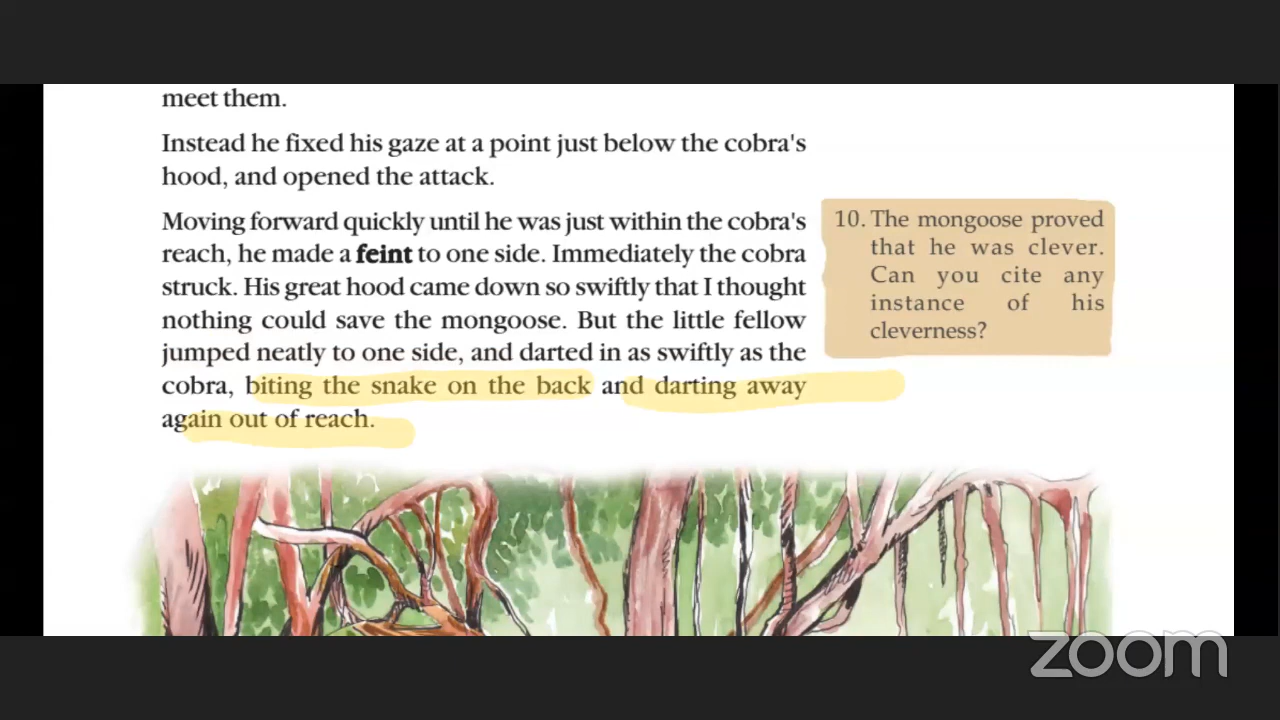 meet them.
Instead he fixed his gaze at a point just below the cobra's
hood, and opened the attack.
Moving forward quickly until he was just within the cobra's
reach, he made a feint to one side. Immediately the cobra
struck. His great hood came down so swiftly that I thought
nothing could save the mongoose. But the little fellow
jumped neatly to one side, and darted in as swiftly as the
cobra, biting the snake on the back and darting away
again out of reach.
10. The mongoose proved
that he was clever.
Can you cite any
instance of his
cleverness?
zoom